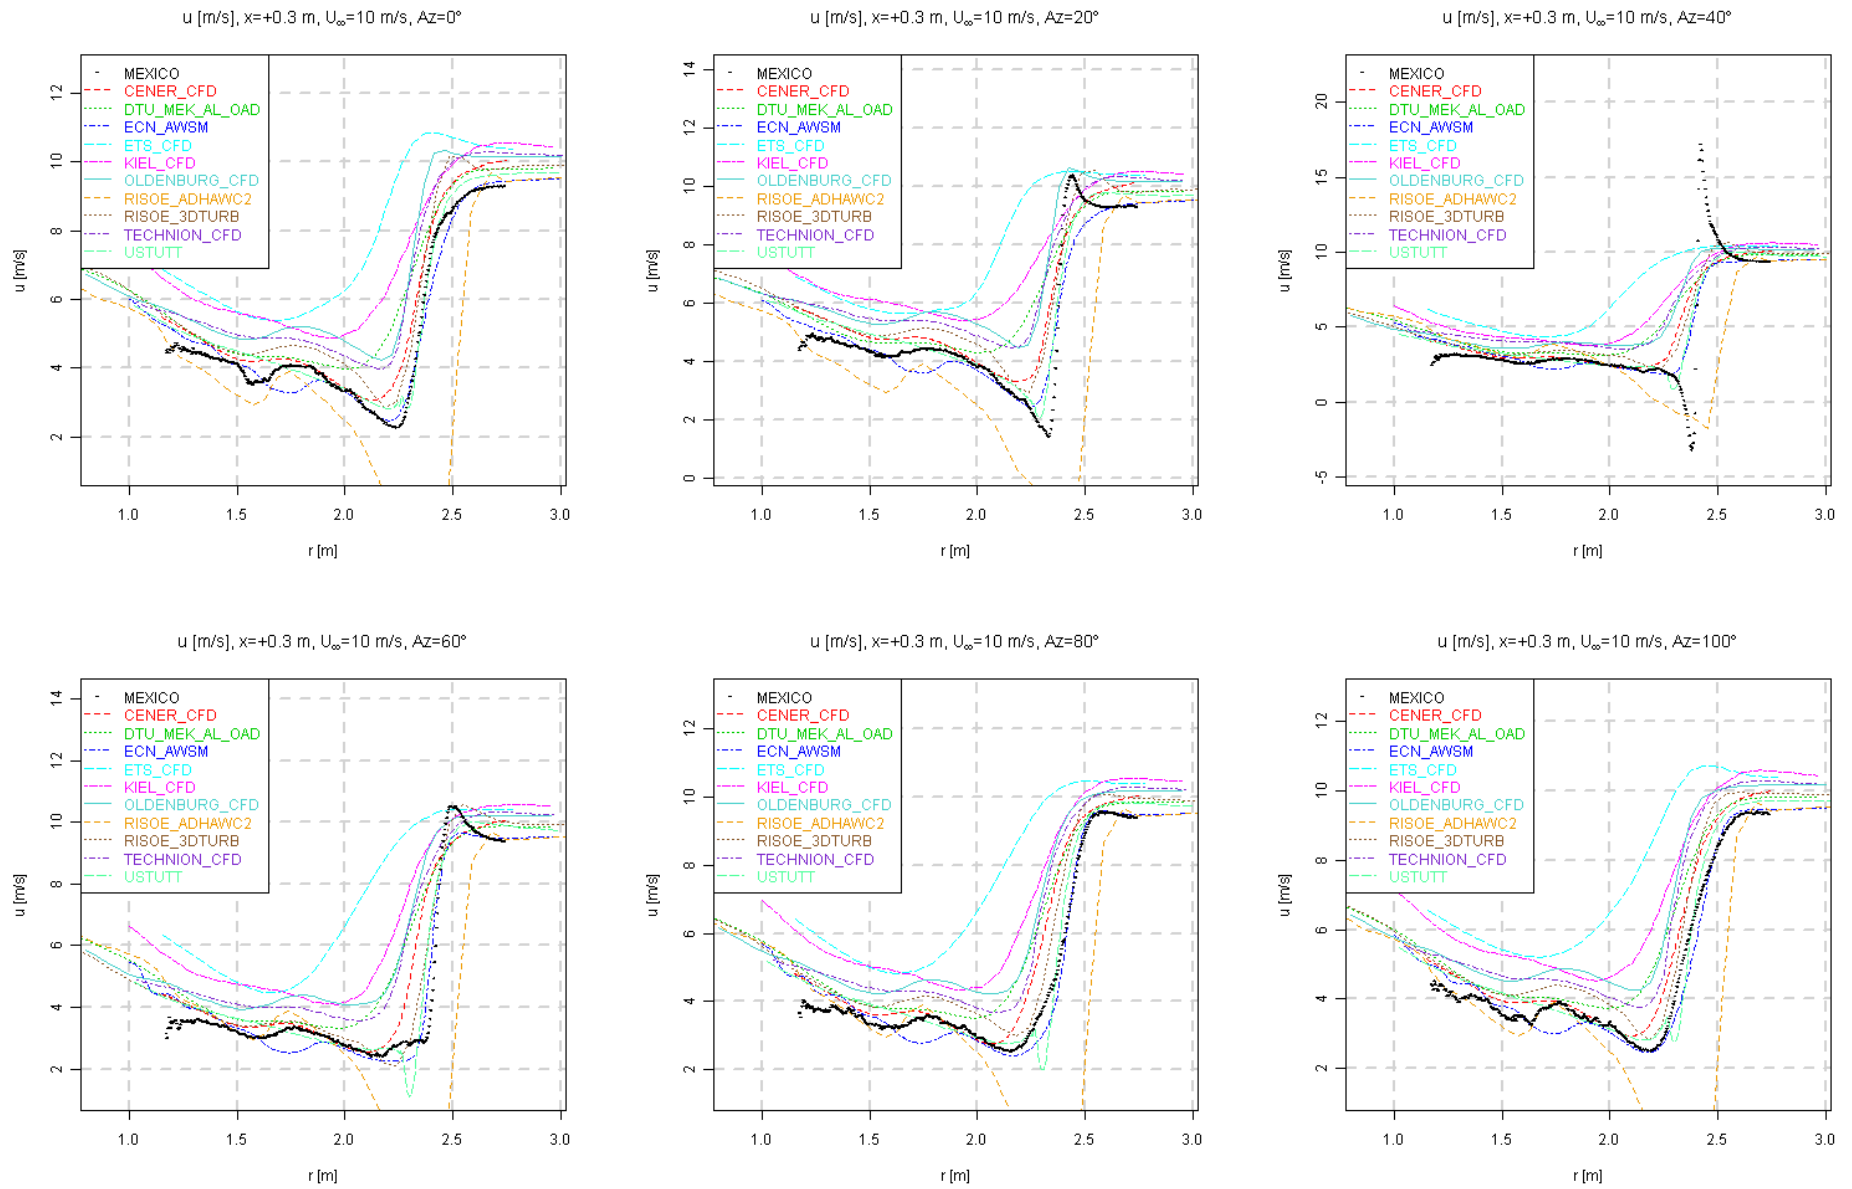 u [m/s], x=+0.3 m, U∞=10 m/s, Az=0°
MEXICO
CENER_CFD
DTU_MEK_AL_OAD
ECN_AWSM
ETS_CFD
KIEL_CFD
OLDENBURG_CFD
RISOE_ADHAWC2
RISOE_3DTURB
TECHNION_CFD
USTUTT
u [m/s]
2 4 6 8 10 12
1.0 1.5 2.0 2.5 3.0
r [m]
u [m/s], x=+0.3 m, U∞=10 m/s, Az=20°
MEXICO
CENER_CFD
DTU_MEK_AL_OAD
ECN_AWSM
ETS_CFD
KIEL_CFD
OLDENBURG_CFD
RISOE_ADHAWC2
RISOE_3DTURB
TECHNION_CFD
USTUTT
u [m/s]
0 2 4 6 8 10 12 14
1.0 1.5 2.0 2.5 3.0
r [m]
u [m/s], x=+0.3 m, U∞=10 m/s, Az=40°
MEXICO
CENER_CFD
DTU_MEK_AL_OAD
ECN_AWSM
ETS_CFD
KIEL_CFD
OLDENBURG_CFD
RISOE_ADHAWC2
RISOE_3DTURB
TECHNION_CFD
USTUTT
u [m/s]
-5 0 5 10 15 20
1.0 1.5 2.0 2.5 3.0
r [m]
u [m/s], x=+0.3 m, U∞=10 m/s, Az=60°
MEXICO
CENER_CFD
DTU_MEK_AL_OAD
ECN_AWSM
ETS_CFD
KIEL_CFD
OLDENBURG_CFD
RISOE_ADHAWC2
RISOE_3DTURB
TECHNION_CFD
USTUTT
u [m/s]
2 4 6 8 10 12 14
1.0 1.5 2.0 2.5 3.0
r [m]
u [m/s], x=+0.3 m, U∞=10 m/s, Az=80°
MEXICO
CENER_CFD
DTU_MEK_AL_OAD
ECN_AWSM
ETS_CFD
KIEL_CFD
OLDENBURG_CFD
RISOE_ADHAWC2
RISOE_3DTURB
TECHNION_CFD
USTUTT
u [m/s]
2 4 6 8 10 12
1.0 1.5 2.0 2.5 3.0
r [m]
u [m/s], x=+0.3 m, U∞=10 m/s, Az=100°
MEXICO
CENER_CFD
DTU_MEK_AL_OAD
ECN_AWSM
ETS_CFD
KIEL_CFD
OLDENBURG_CFD
RISOE_ADHAWC2
RISOE_3DTURB
TECHNION_CFD
USTUTT
u [m/s]
2 4 6 8 10 12
1.0 1.5 2.0 2.5 3.0
r [m]